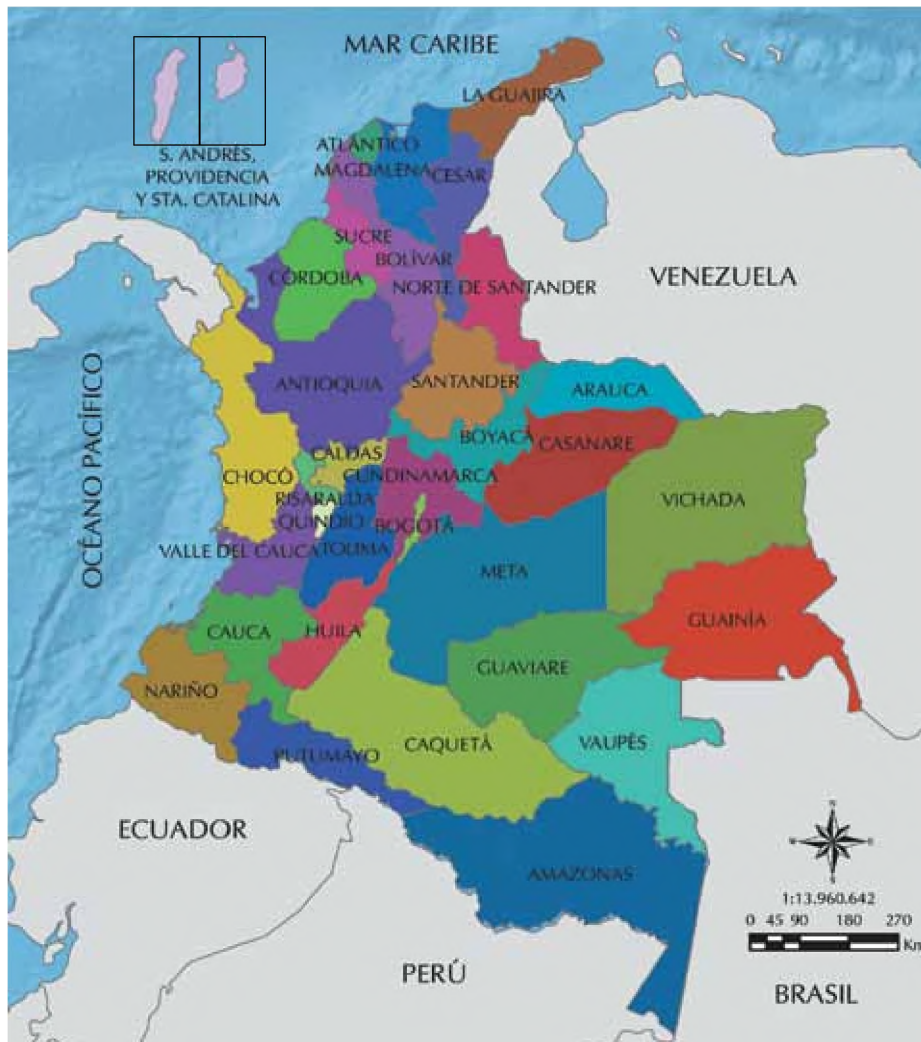 MAR CARIBE
LA GUAJIRA
ATLÁNTICO
S. ANDRÉS,
PROVIDENCIA
Y STA. CATALINA
MAGDALENA
CESAR
SUCRE
BOLÍVAR
CÓRDOBA
NORTE DE SANTANDER
VENEZUELA
OCÉANO PACÍFICO
ANTIOQUIA
SANTANDER
ARAUCA
BOYACÁ
CASANARE
CALDAS
CHOCÓ
CUNDINAMARCA
VICHADA
RISARALDA
QUINDIO
BOGOTÁ
VALLE DEL CAUCA
TOLIMA
META
GUAINÍA
CAUCA
HUILA
GUAVIARE
NARIÑO
CAQUETÁ
VAUPÉS
PUTUMAYO
ECUADOR
AMAZONAS
N
W
E
S
1:13.960.642
0 45 90 180 270
Km
PERÚ
BRASIL